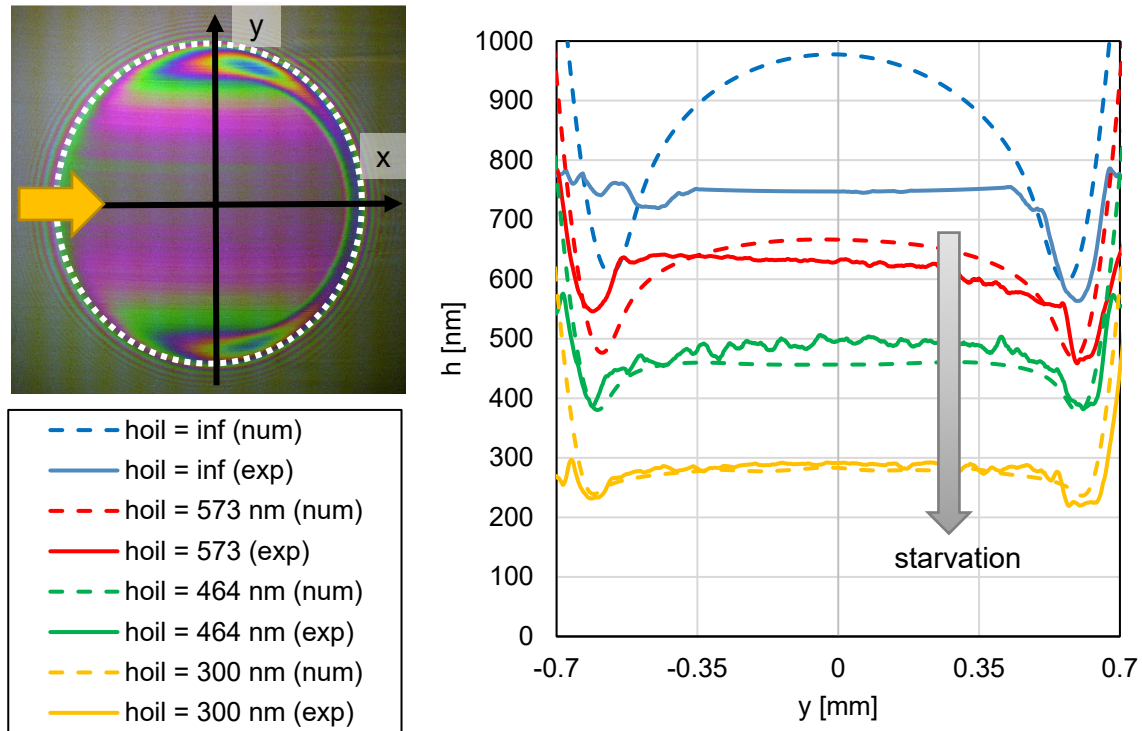 y
x
hoil = inf (num)
hoil = inf (exp)
hoil = 573 nm (num)
hoil = 573 (exp)
hoil = 464 nm (num)
hoil = 464 nm (exp)
hoil = 300 nm (num)
hoil = 300 nm (exp)
1000
900
800
700
600
500
400
300
200
100
0
h [nm]
starvation
-0.7
-0.35
0
0.35
0.7
y [mm]